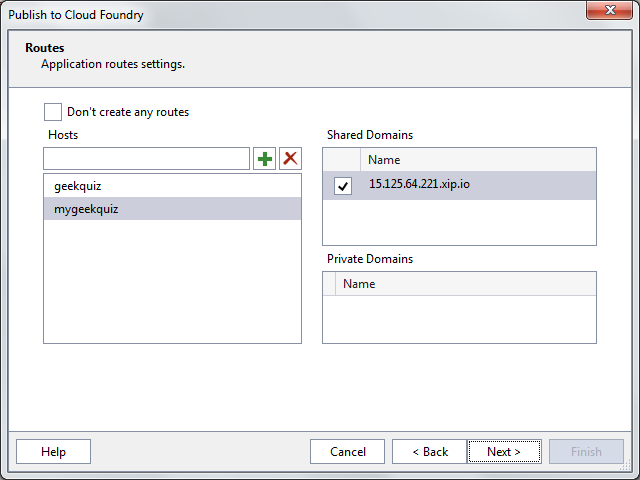 Publish to Cloud Foundry
Routes
Application routes settings.
Don't create any routes
Hosts
geekquiz
mygeekquiz
Shared Domains
Name
15.125.64.221.xip.io
Private Domains
Name
Help
Cancel
< Back
Next >
Finish